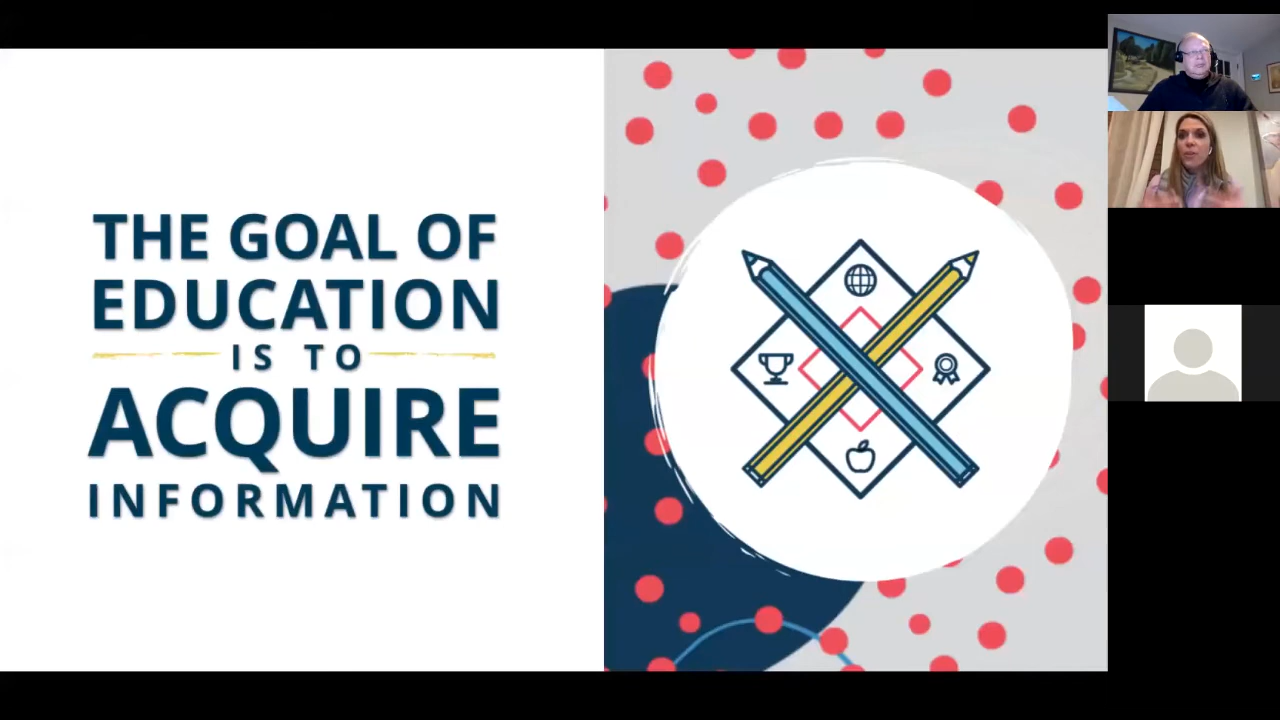 THE GOAL OF
EDUCATION
IS TO
ACQUIRE
INFORMATION